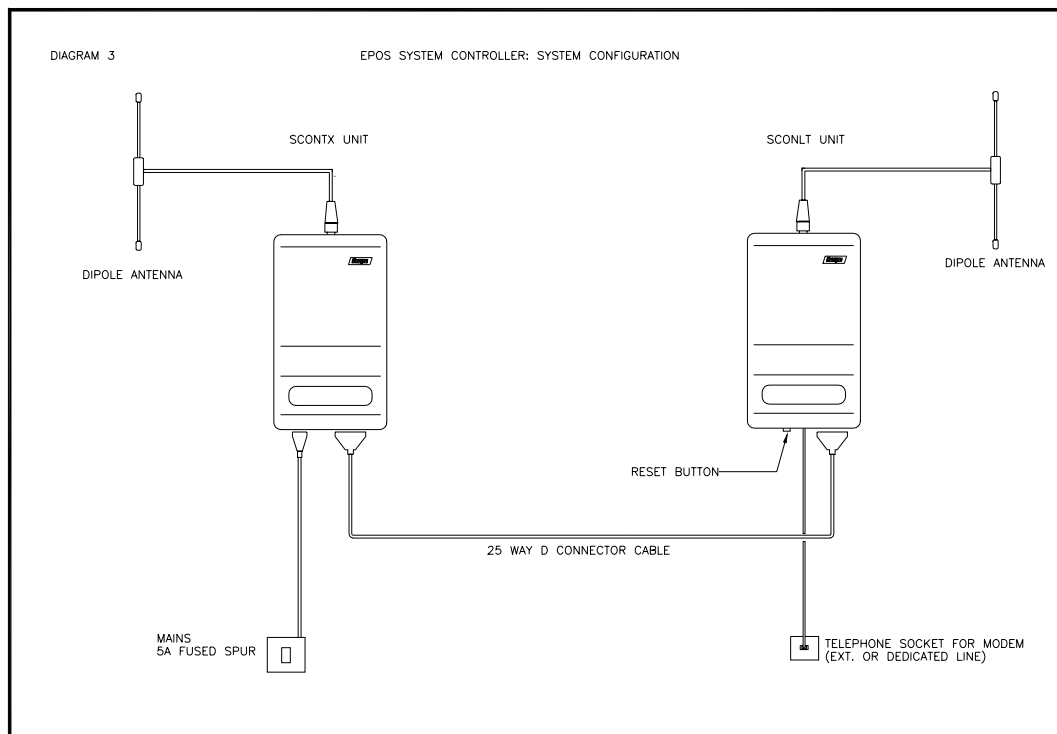 DIAGRAM 3
EPOS SYSTEM CONTROLLER: SYSTEM CONFIGURATION
SCONTX UNIT
SCONLT UNIT
DIPOLE ANTENNA
DIPOLE ANTENNA
RESET BUTTON
25 WAY D CONNECTOR CABLE
MAINS
5A FUSED SPUR
TELEPHONE SOCKET FOR MODEM
(EXT. OR DEDICATED LINE)